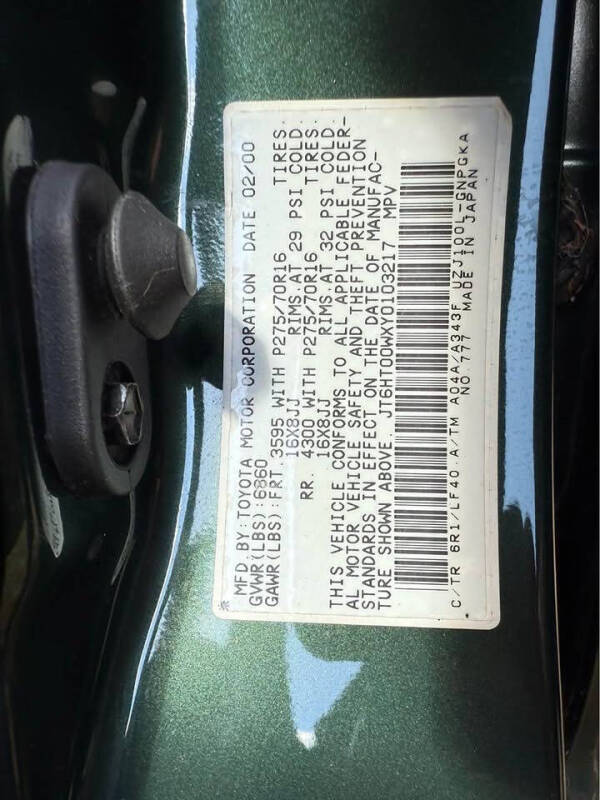 MFD. BY: TOYOTA MOTOR CORPORATION DATE 02/00
GVWR(LBS):6860
GAWR(LBS):FRT. 3595 WITH P275/70R16 TIRES.
16X8JJ RIMS.AT 29 PSI COLD.
RR. 4300 WITH P275/70R16 TIRES.
16X8JJ RIMS.AT 32 PSI COLD.
THIS VEHICLE CONFORMS TO ALL APPLICABLE FEDER-
AL MOTOR VEHICLE SAFETY AND THEFT PREVENTION
STANDARDS IN EFFECT ON THE DATE OF MANUFAC-
TURE SHOWN ABOVE. JT6HT00WXY0103217 MPV
C/TR 6R1/LF40.A/TM A04A/A343F UZJ100L-GNPGKA
NO.777 MADE IN JAPAN